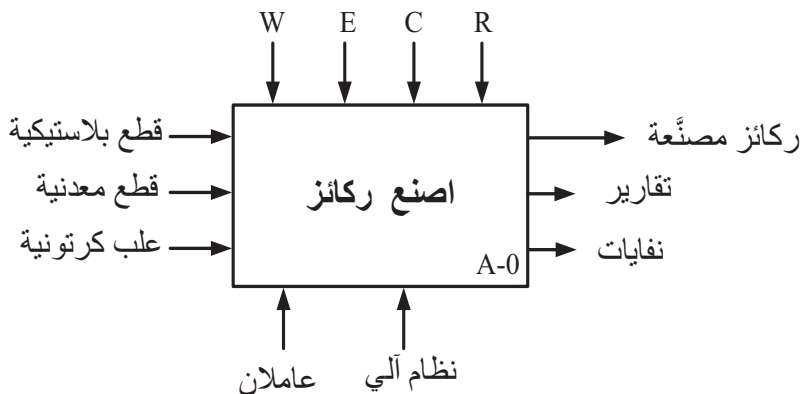 W E C R
قطع بلاستيكية
ركائز مصنَّعة
قطع معدنية
اصنع ركائز
تقارير
علب كرتونية
نفايات
A-0
نظام آلي
عاملان